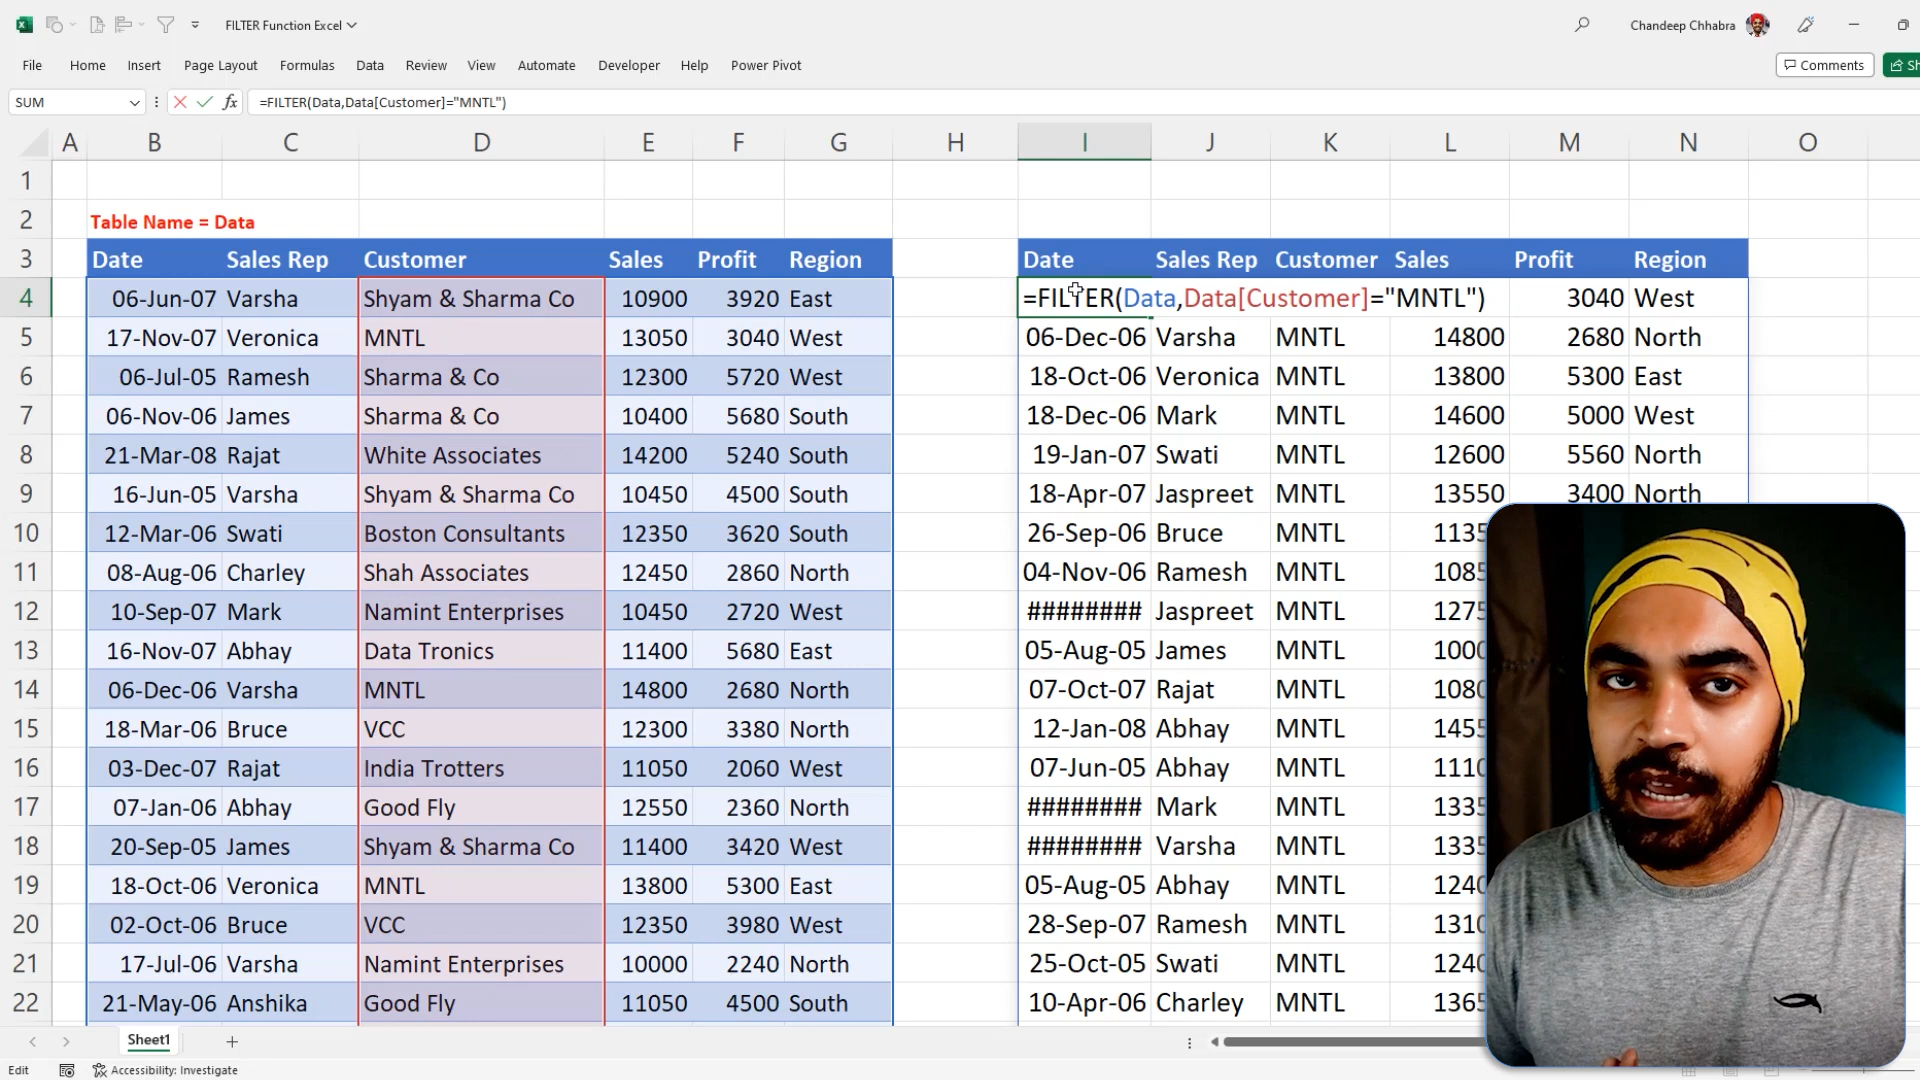 FILTER Function Excel
Chandeep Chhabra
File Home Insert Page Layout Formulas Data Review View Automate Developer Help Power Pivot
Comments
Sh
SUM
fx
=FILTER(Data,Data[Customer]="MNTL")
A B C D E F G H I J K L M N O
1
2 Table Name = Data
3 Date Sales Rep Customer Sales Profit Region Date Sales Rep Customer Sales Profit Region
4 06-Jun-07 Varsha Shyam & Sharma Co 10900 3920 East =FILTER(Data,Data[Customer]="MNTL") 3040 West
5 17-Nov-07 Veronica MNTL 13050 3040 West 06-Dec-06 Varsha MNTL 14800 2680 North
6 06-Jul-05 Ramesh Sharma & Co 12300 5720 West 18-Oct-06 Veronica MNTL 13800 5300 East
7 06-Nov-06 James Sharma & Co 10400 5680 South 18-Dec-06 Mark MNTL 14600 5000 West
8 21-Mar-08 Rajat White Associates 14200 5240 South 19-Jan-07 Swati MNTL 12600 5560 North
9 16-Jun-05 Varsha Shyam & Sharma Co 10450 4500 South 18-Apr-07 Jaspreet MNTL 13550 3400 North
10 12-Mar-06 Swati Boston Consultants 12350 3620 South 26-Sep-06 Bruce MNTL 1135
11 08-Aug-06 Charley Shah Associates 12450 2860 North 04-Nov-06 Ramesh MNTL 1085
12 10-Sep-07 Mark Namint Enterprises 10450 2720 West ######## Jaspreet MNTL 1275
13 16-Nov-07 Abhay Data Tronics 11400 5680 East 05-Aug-05 James MNTL 1000
14 06-Dec-06 Varsha MNTL 14800 2680 North 07-Oct-07 Rajat MNTL 1080
15 18-Mar-06 Bruce VCC 12300 3380 North 12-Jan-08 Abhay MNTL 1455
16 03-Dec-07 Rajat India Trotters 11050 2060 West 07-Jun-05 Abhay MNTL 1110
17 07-Jan-06 Abhay Good Fly 12550 2360 North ######## Mark MNTL 1335
18 20-Sep-05 James Shyam & Sharma Co 11400 3420 West ######## Varsha MNTL 1335
19 18-Oct-06 Veronica MNTL 13800 5300 East 05-Aug-05 Abhay MNTL 1240
20 02-Oct-06 Bruce VCC 12350 3980 West 28-Sep-07 Ramesh MNTL 1310
21 17-Jul-06 Varsha Namint Enterprises 10000 2240 North 25-Oct-05 Swati MNTL 1240
22 21-May-06 Anshika Good Fly 11050 4500 South 10-Apr-06 Charley MNTL 1365
Sheet1
Edit Accessibility: Investigate